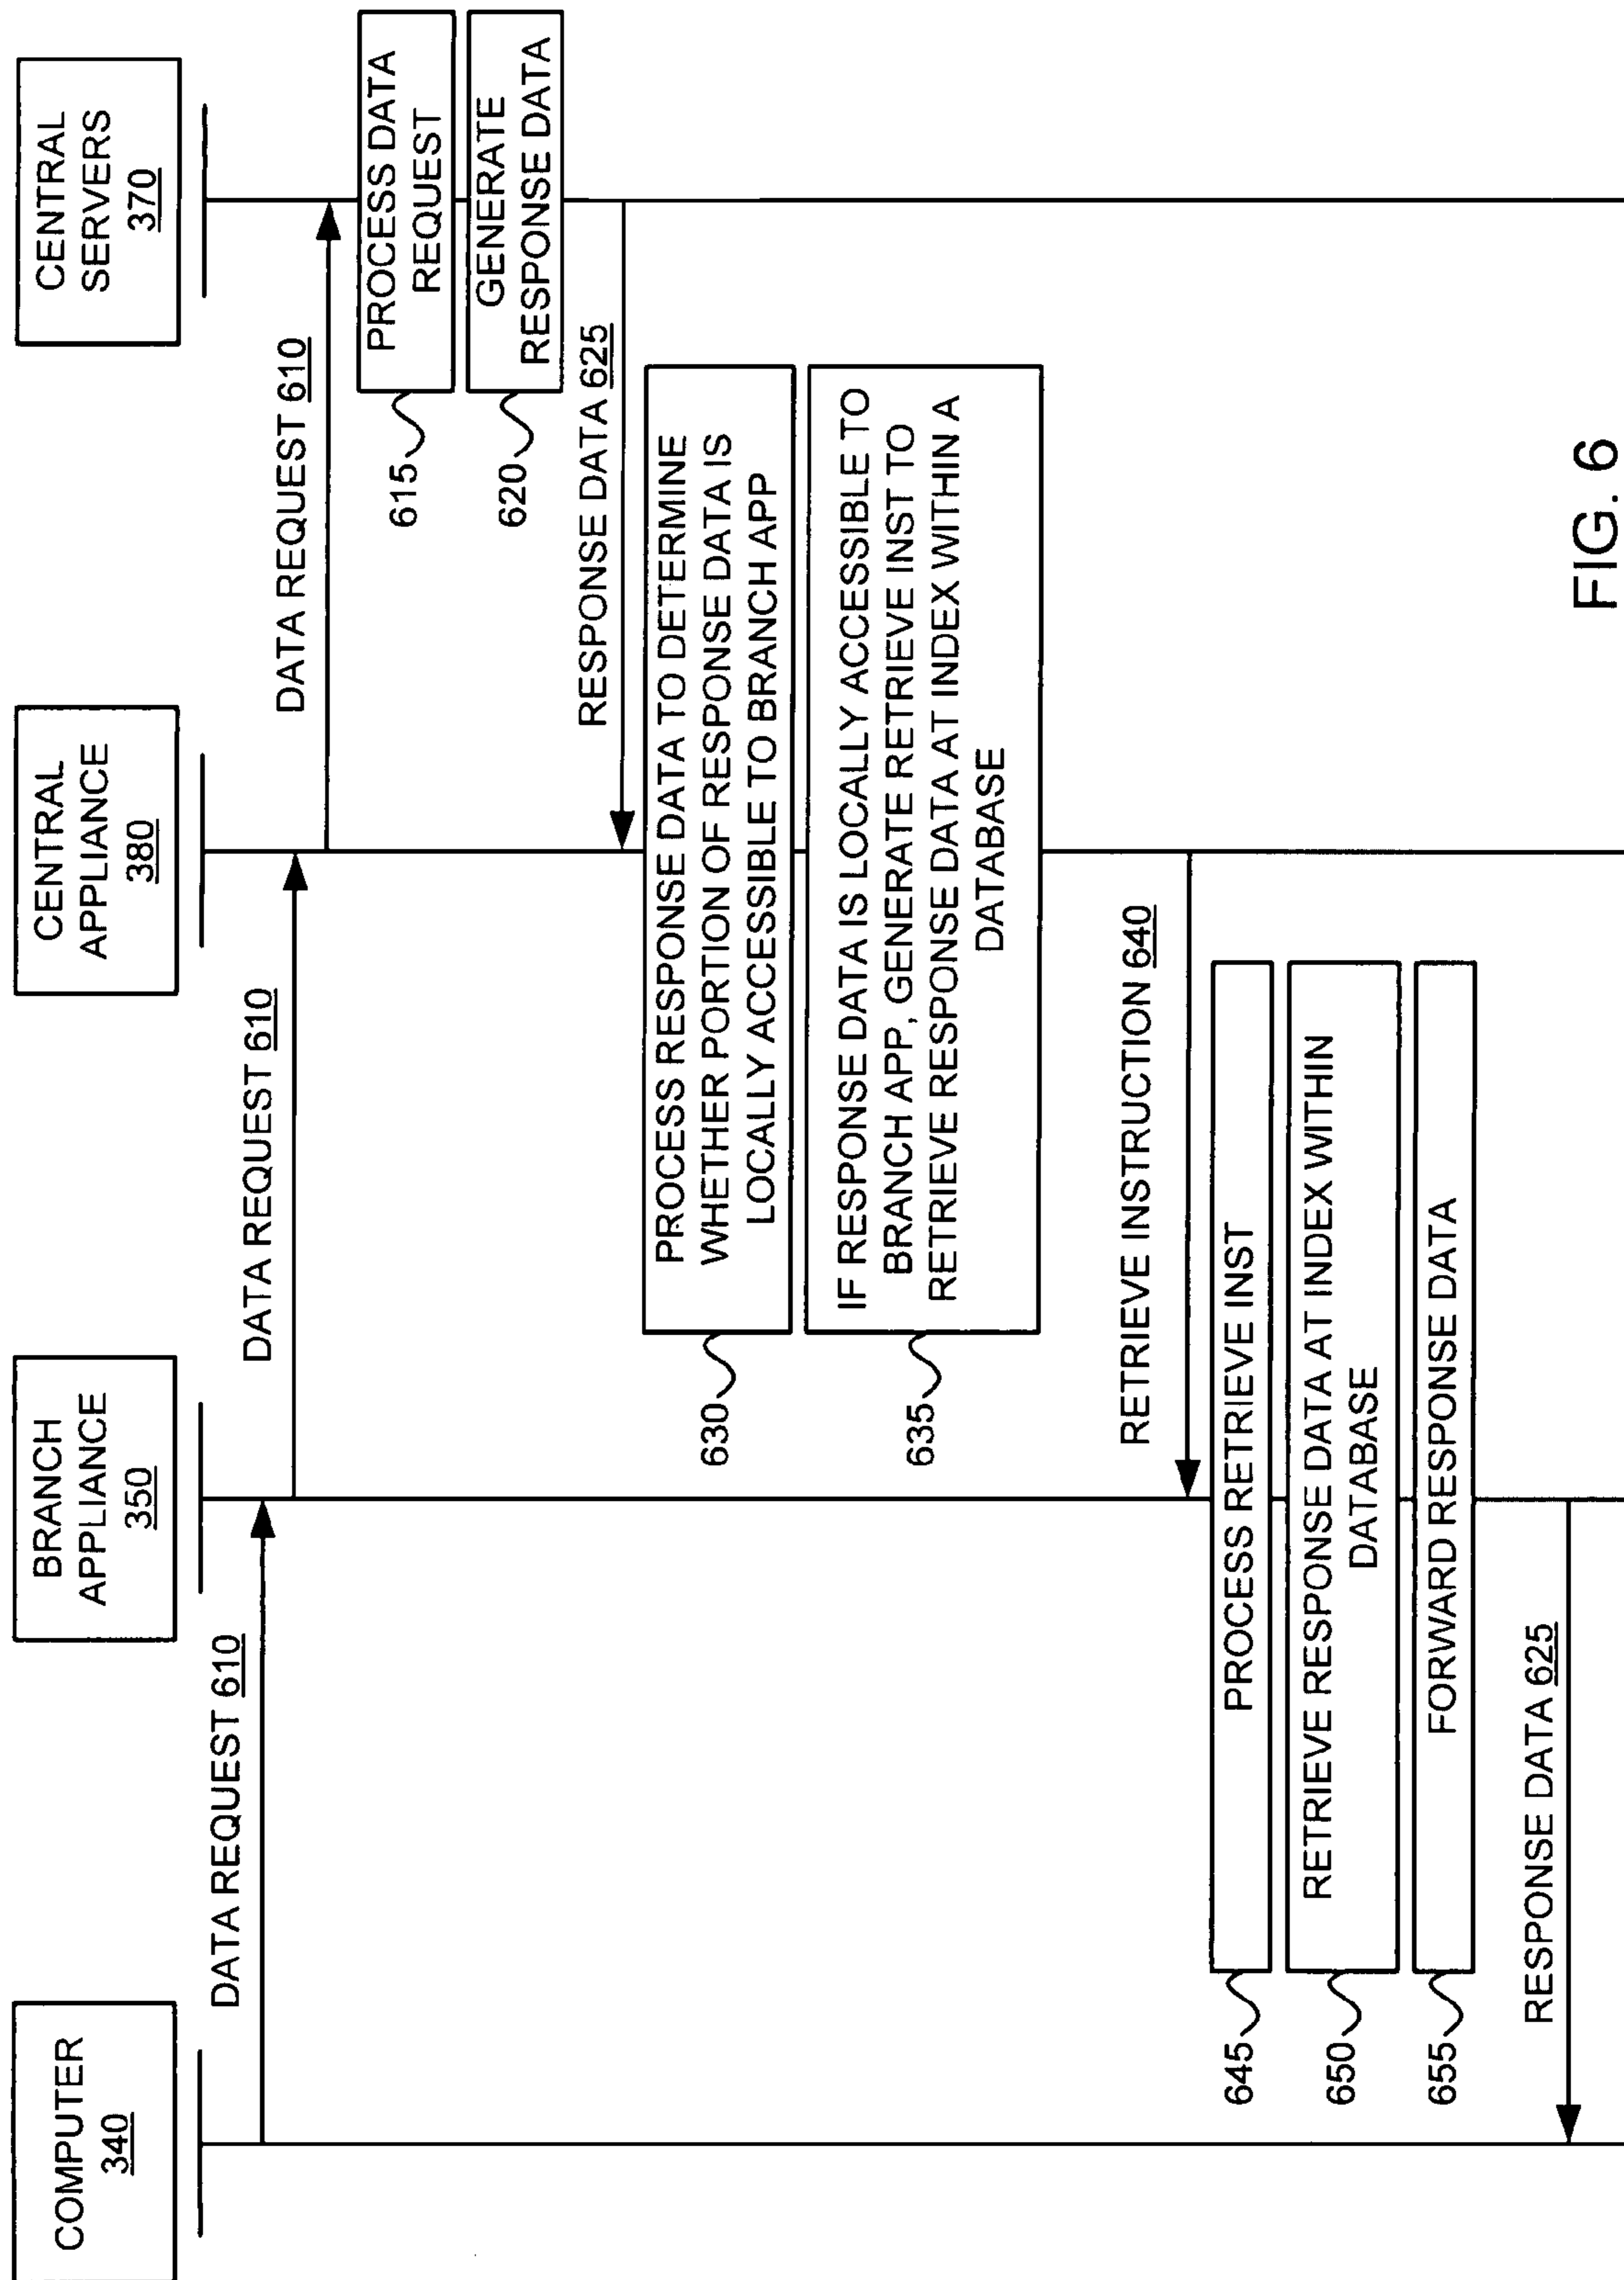 COMPUTER
340
BRANCH
APPLIANCE
350
CENTRAL
APPLIANCE
380
CENTRAL
SERVERS
370
DATA REQUEST 610
DATA REQUEST 610
DATA REQUEST 610
615
PROCESS DATA
REQUEST
620
GENERATE
RESPONSE DATA
RESPONSE DATA 625
630
PROCESS RESPONSE DATA TO DETERMINE
WHETHER PORTION OF RESPONSE DATA IS
LOCALLY ACCESSIBLE TO BRANCH APP
635
IF RESPONSE DATA IS LOCALLY ACCESSIBLE TO
BRANCH APP, GENERATE RETRIEVE INST TO
RETRIEVE RESPONSE DATA AT INDEX WITHIN A
DATABASE
RETRIEVE INSTRUCTION 640
645
PROCESS RETRIEVE INST
650
RETRIEVE RESPONSE DATA AT INDEX WITHIN
DATABASE
655
FORWARD RESPONSE DATA
RESPONSE DATA 625
FIG. 6